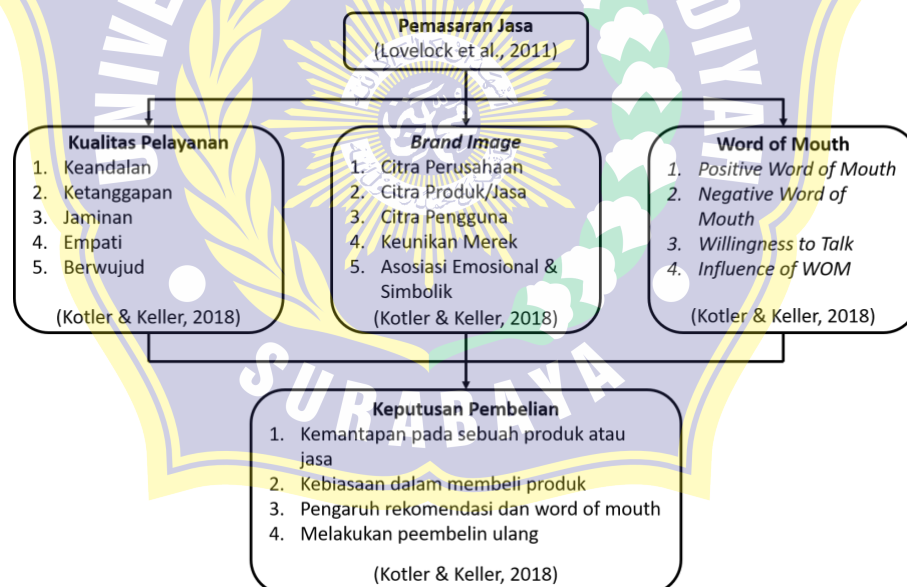 Pemasaran Jasa
(Lovelock et al., 2011)
Kualitas Pelayanan
1. Keandalan
2. Ketanggapan
3. Jaminan
4. Empati
5. Berwujud
(Kotler & Keller, 2018)
Brand Image
1. Citra Perusahaan
2. Citra Produk/Jasa
3. Citra Pengguna
4. Keunikan Merek
5. Asosiasi Emosional &
Simbolik
(Kotler & Keller, 2018)
Word of Mouth
1. Positive Word of Mouth
2. Negative Word of
Mouth
3. Willingness to Talk
4. Influence of WOM
(Kotler & Keller, 2018)
Keputusan Pembelian
1. Kemantapan pada sebuah produk atau
jasa
2. Kebiasaan dalam membeli produk
3. Pengaruh rekomendasi dan word of mouth
4. Melakukan peembelin ulang
(Kotler & Keller, 2018)
UNIVE
DIYAH
SURABAYA